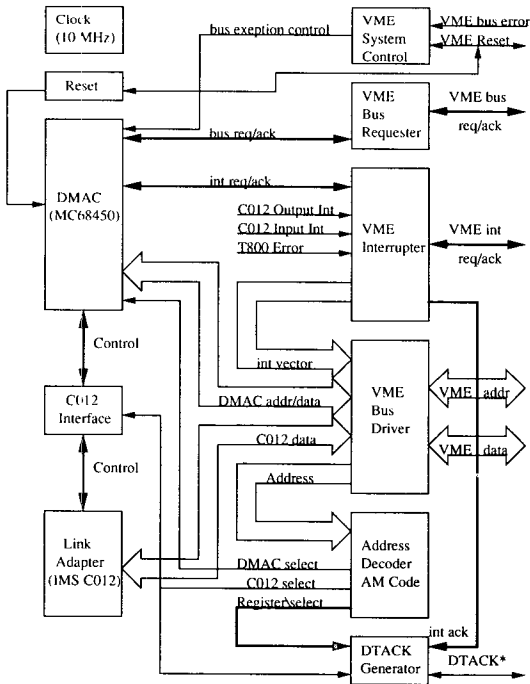 Clock
(10 MHz)
bus exeption control
VME
System
Control
VME bus error
VME Reset
Reset
VME
Bus
Requester
VME bus
req/ack
bus req/ack
DMAC
(MC68450)
int req/ack
C012 Output Int
C012 Input Int
T800 Error
VME
Interrupter
VME int
req/ack
Control
int vector
DMAC addr/data
C012 data
Address
VME
Bus
Driver
VME addr
VME data
C012
Interface
Control
Link
Adapter
(IMS C012)
Address
Decoder
AM Code
DMAC select
C012 select
Register\select
int ack
DTACK
Generator
DTACK*